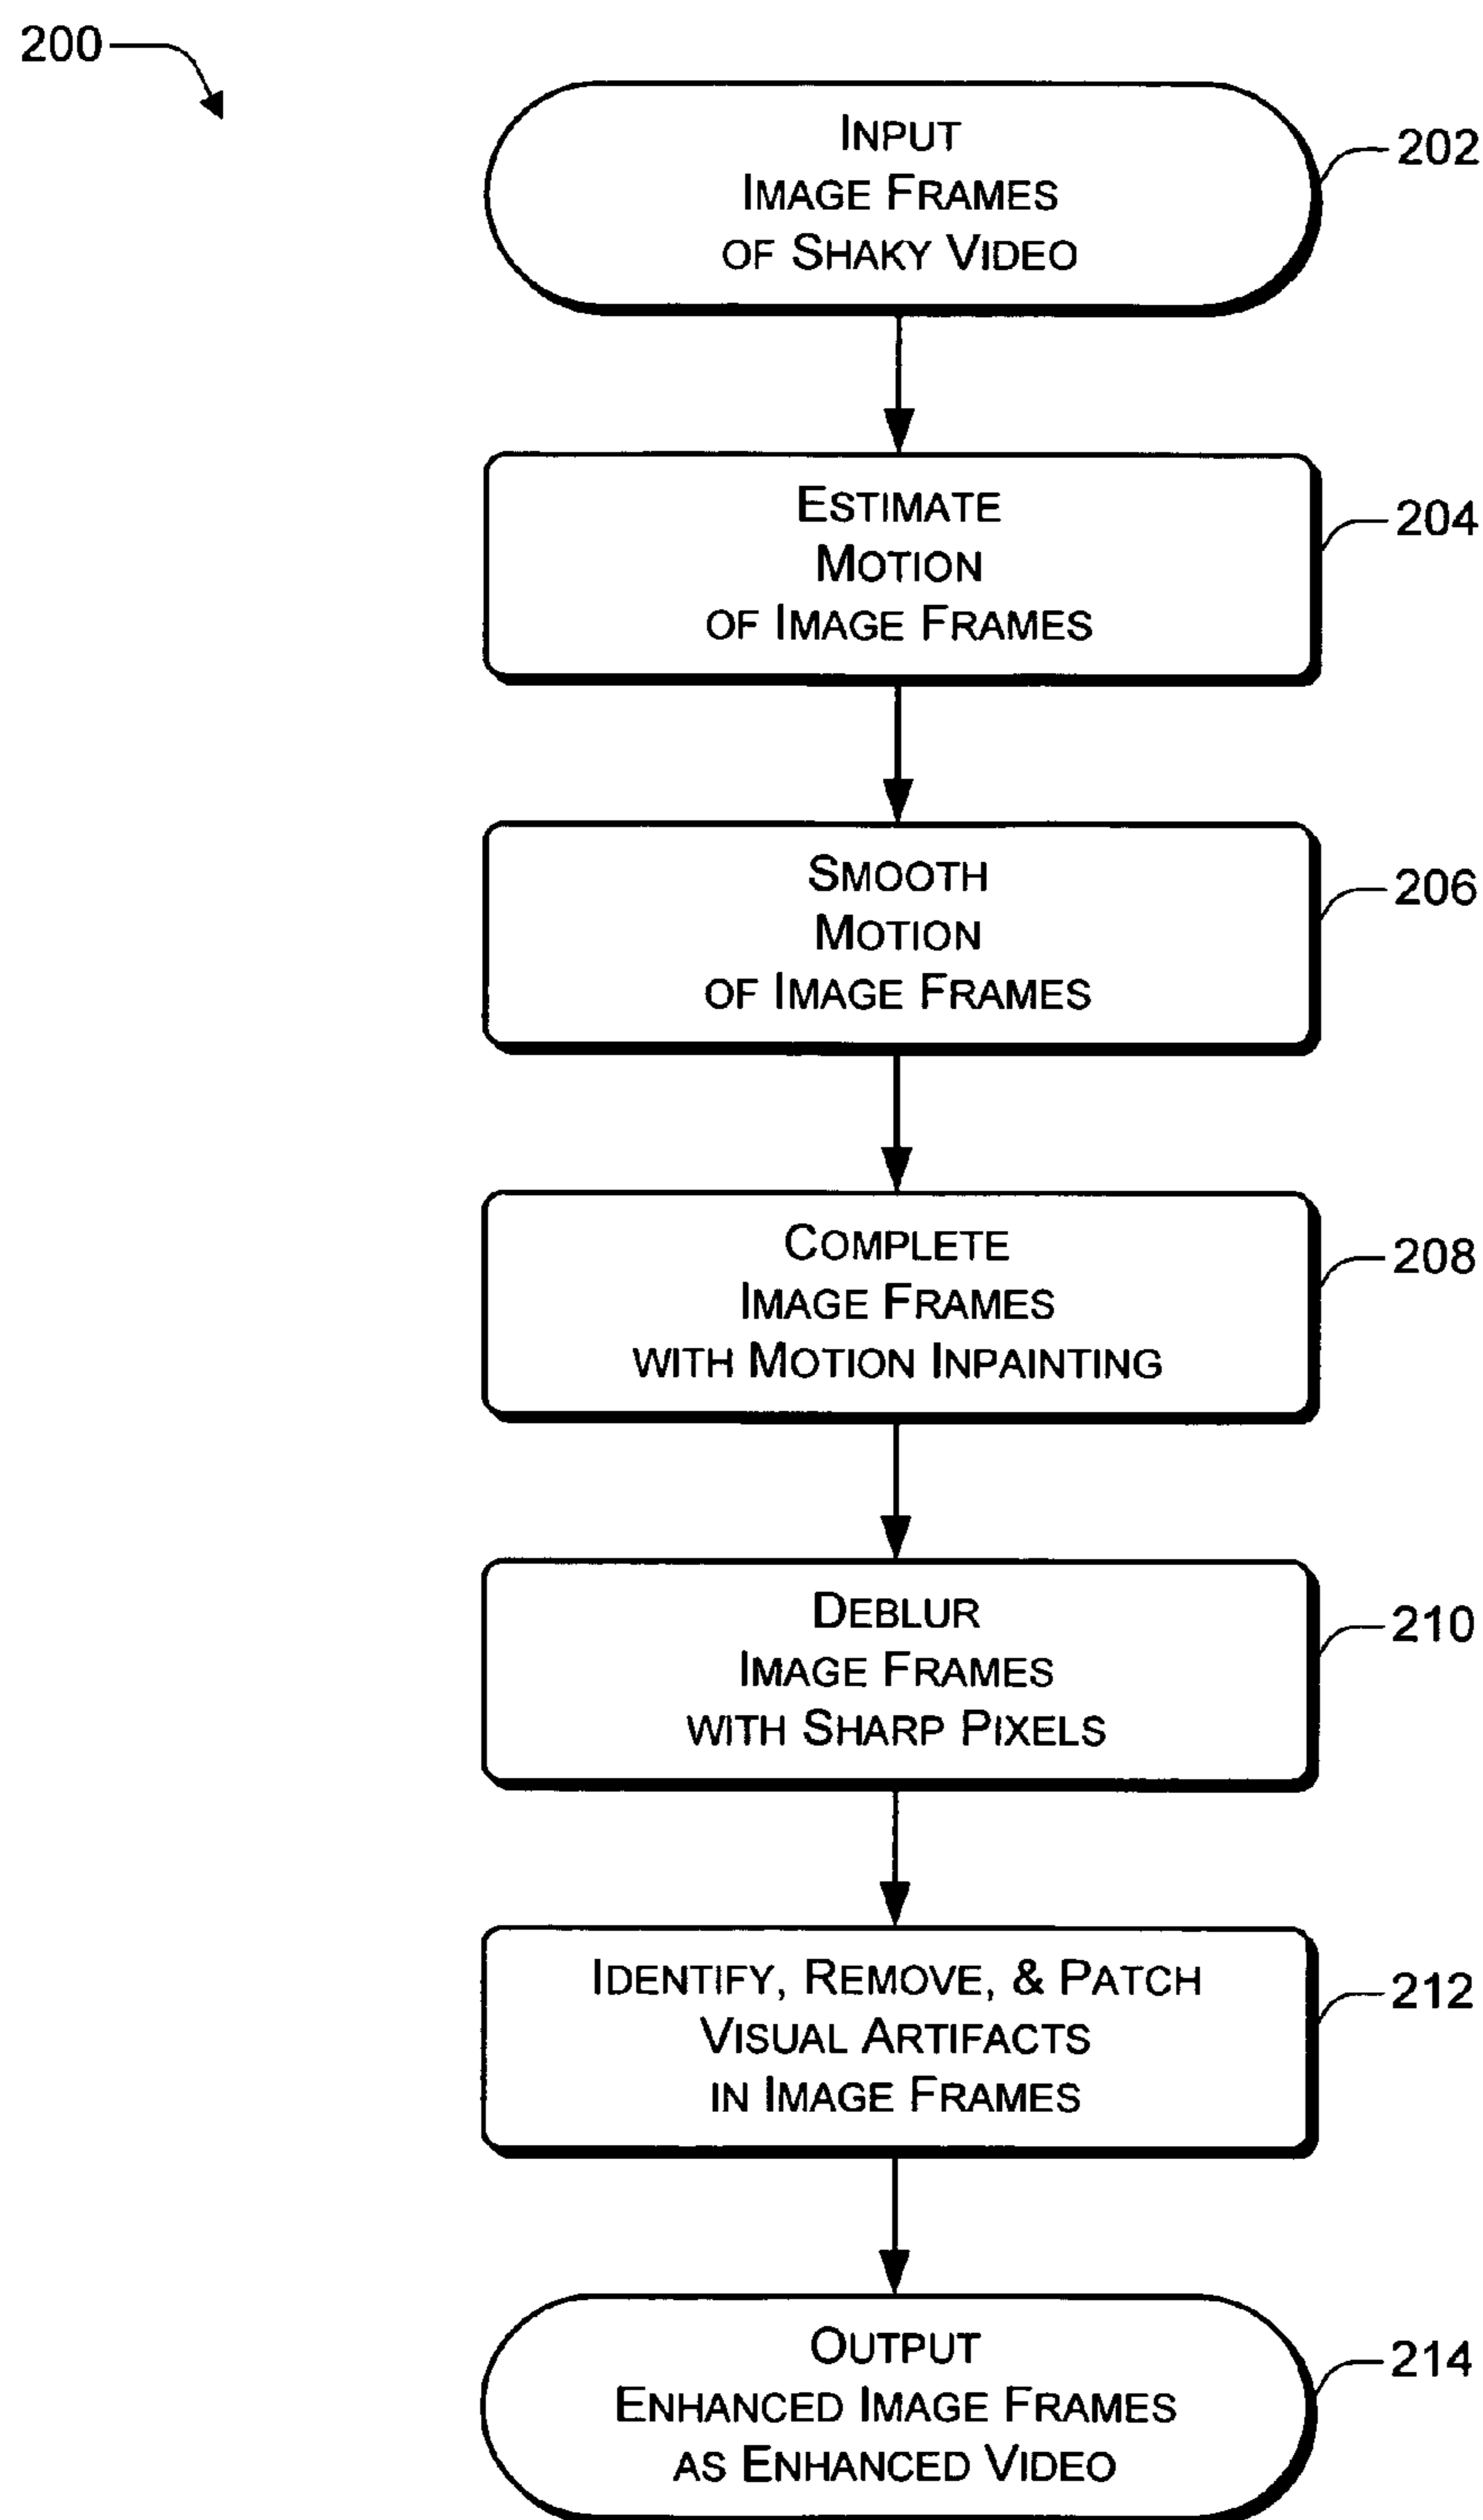 200
INPUT
IMAGE FRAMES
OF SHAKY VIDEO
202
ESTIMATE
MOTION
OF IMAGE FRAMES
204
SMOOTH
MOTION
OF IMAGE FRAMES
206
COMPLETE
IMAGE FRAMES
WITH MOTION INPAINTING
208
DEBLUR
IMAGE FRAMES
WITH SHARP PIXELS
210
IDENTIFY, REMOVE, & PATCH
VISUAL ARTIFACTS
IN IMAGE FRAMES
212
OUTPUT
ENHANCED IMAGE FRAMES
AS ENHANCED VIDEO
214